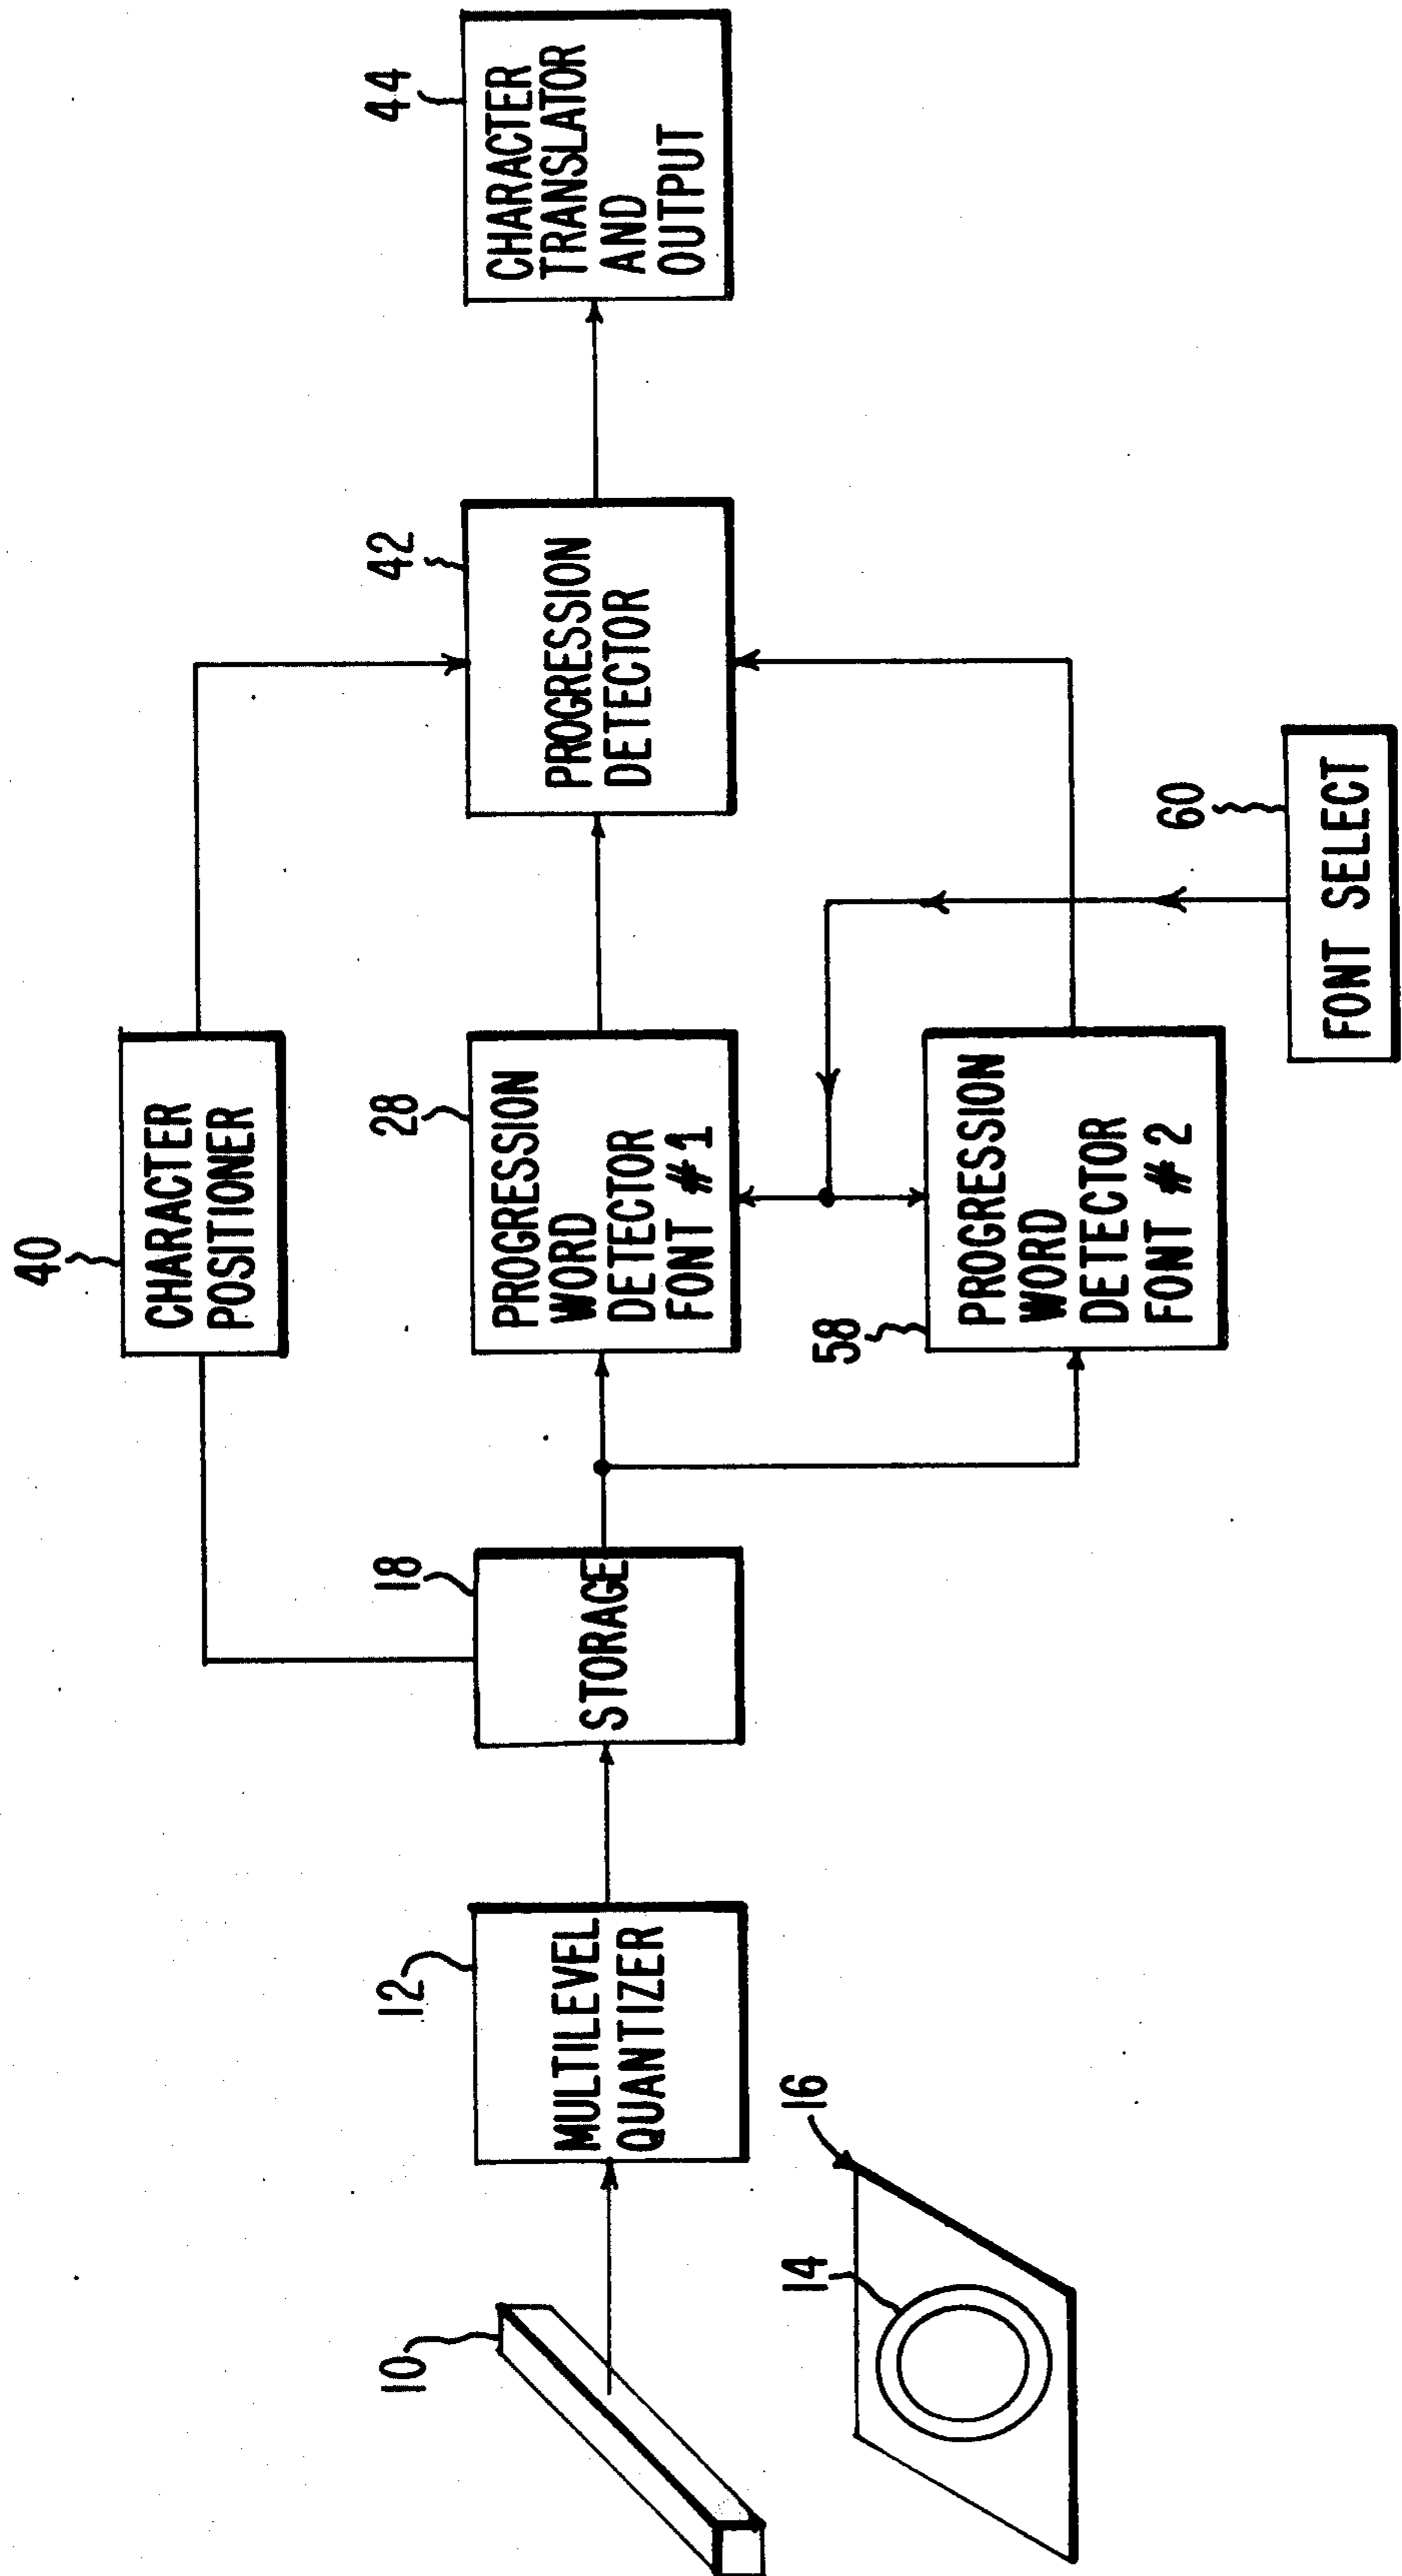 10
12
MULTILEVEL
QUANTIZER
14
16
18
STORAGE
40
CHARACTER
POSITIONER
28
PROGRESSION
WORD
DETECTOR
FONT #1
58
PROGRESSION
WORD
DETECTOR
FONT #2
60
FONT SELECT
42
PROGRESSION
DETECTOR
44
CHARACTER
TRANSLATOR
AND
OUTPUT